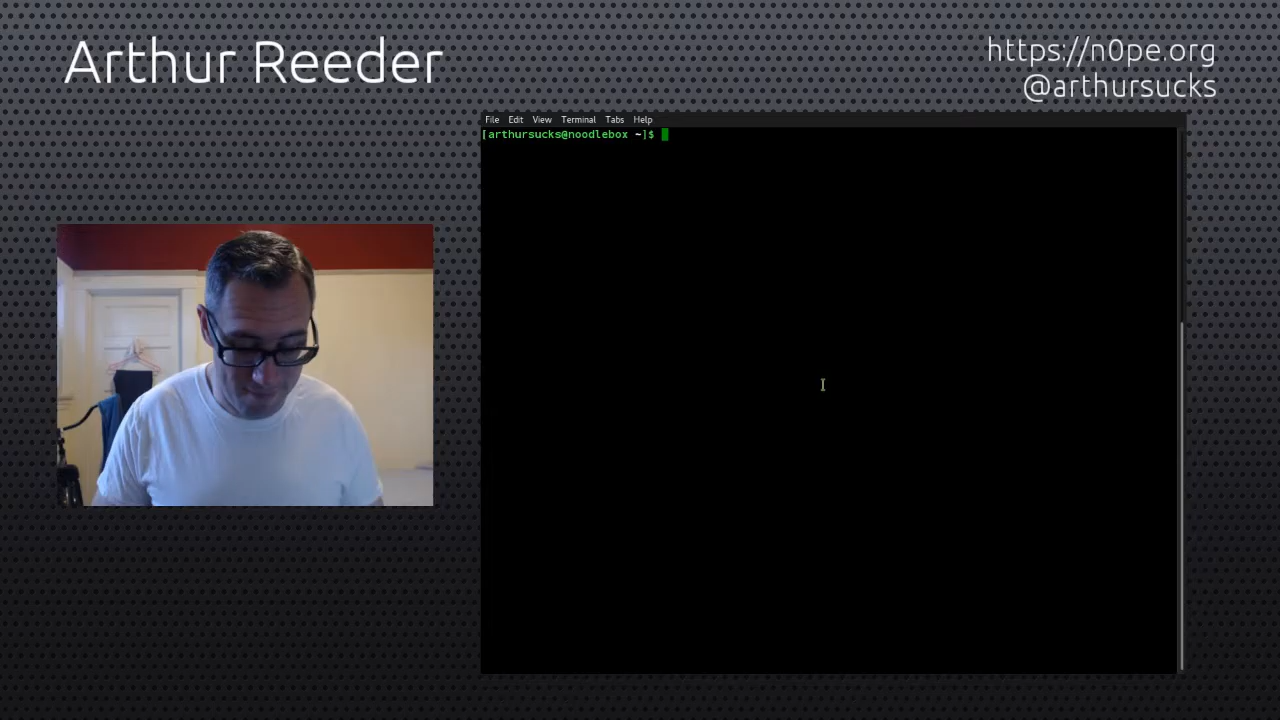 Arthur Reeder
https://n0pe.org
@arthursucks
File Edit View Terminal Tabs Help
[arthursucks@noodlebox ~]$